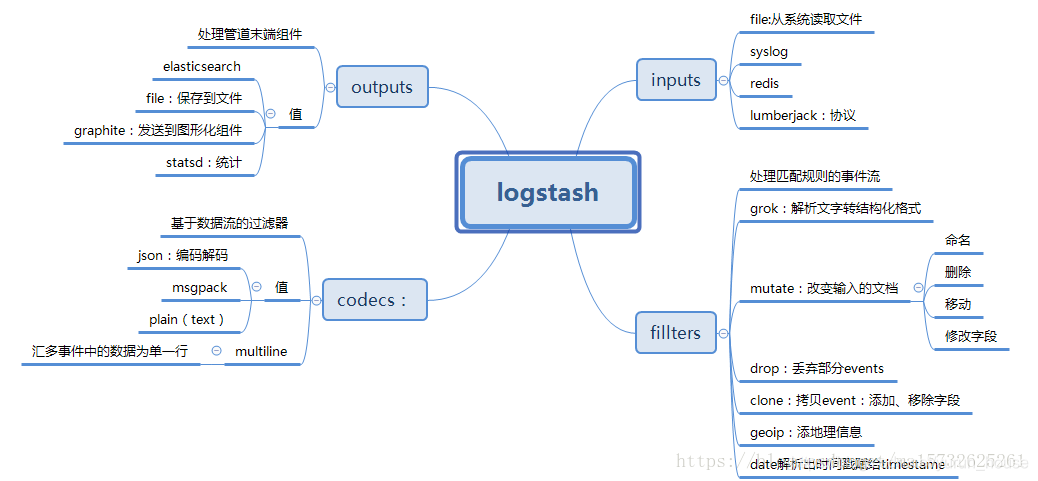 logstash
inputs
file:从系统读取文件
syslog
redis
lumberjack：协议
fillters
处理匹配规则的事件流
grok：解析文字转结构化格式
mutate：改变输入的文档
命名
删除
移动
修改字段
drop：丢弃部分events
clone：拷贝event：添加、移除字段
geoip：添地理信息
date解析出时间戳赋给timestame
outputs
处理管道末端组件
值
elasticsearch
file：保存到文件
graphite：发送到图形化组件
statsd：统计
codecs：
基于数据流的过滤器
值
json：编码解码
msgpack
plain（text）
multiline
汇多事件中的数据为单一行